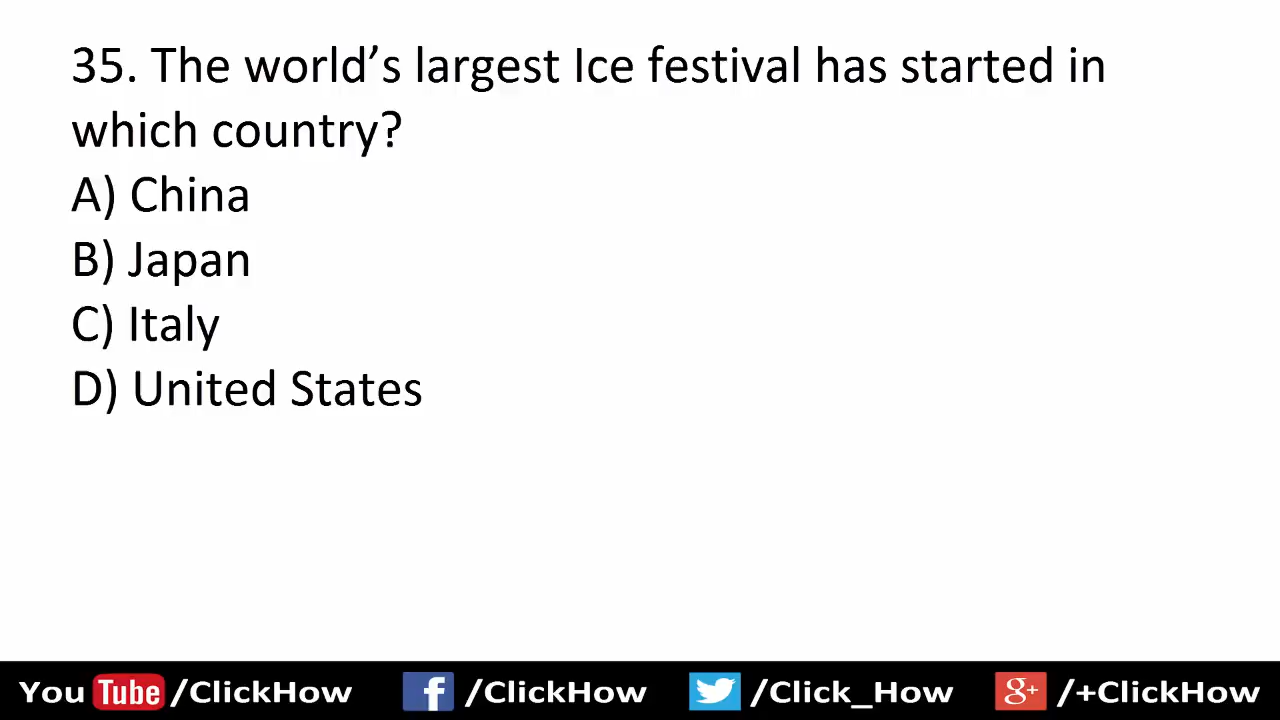 35. The world’s largest Ice festival has started in
which country?
A) China
B) Japan
C) Italy
D) United States
You Tube /ClickHow f /ClickHow /Click_How g+ /+ClickHow